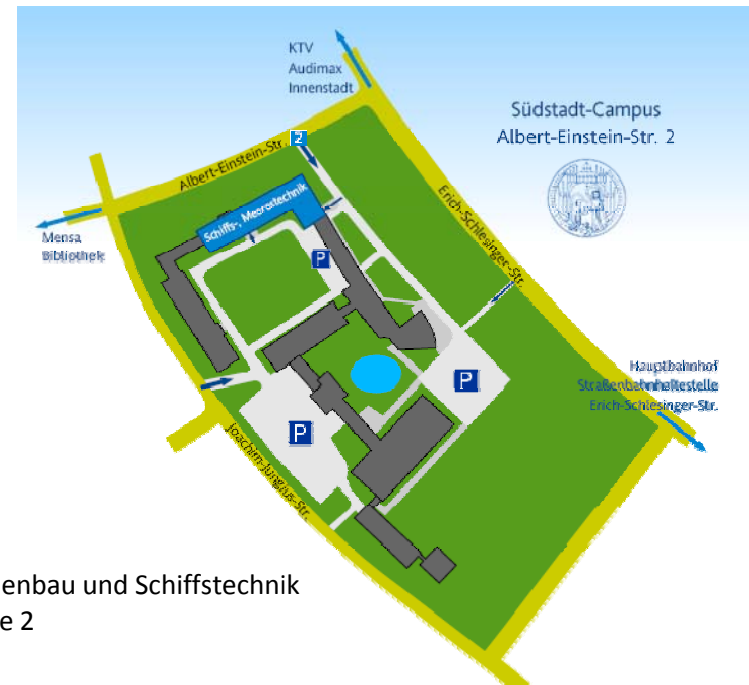 KTV
Audimax
Innenstadt
Südstadt-Campus
Albert-Einstein-Str. 2
2
Albert-Einstein-Str.
Erich-Schlesinger-Str.
Schiffs-, Meerestechnik
Mensa
Bibliothek
P
Hauptbahnhof
Straßenbahnhaltestelle
Erich-Schlesinger-Str.
P
P
Joachim-Jungius-Str.
enbau und Schiffstechnik
e 2